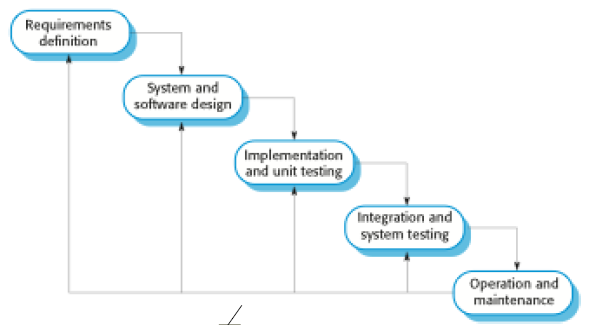 Requirements
definition
System and
software design
Implementation
and unit testing
Integration and
system testing
Operation and
maintenance